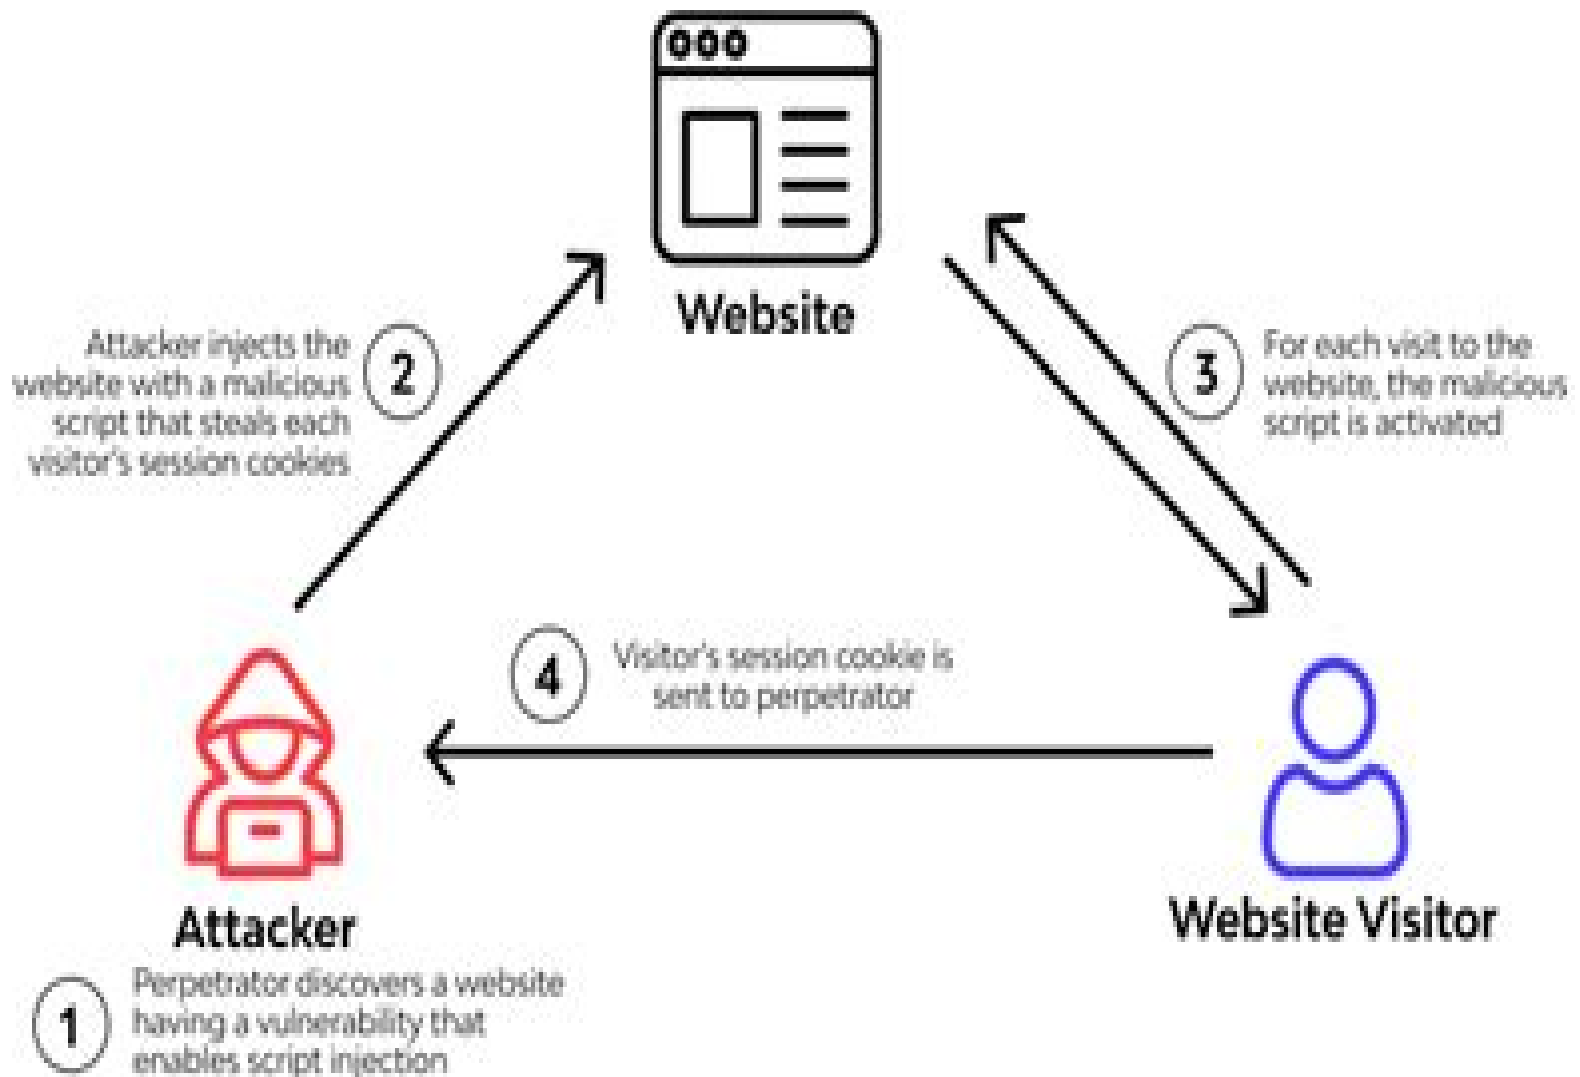 Website
Attacker injects the
website with a malicious
script that steals each
visitor's session cookies
2
3
For each visit to the
website, the malicious
script is activated
4
Visitor's session cookie is
sent to perpetrator
Attacker
Website Visitor
1
Perpetrator discovers a website
having a vulnerability that
enables script injection